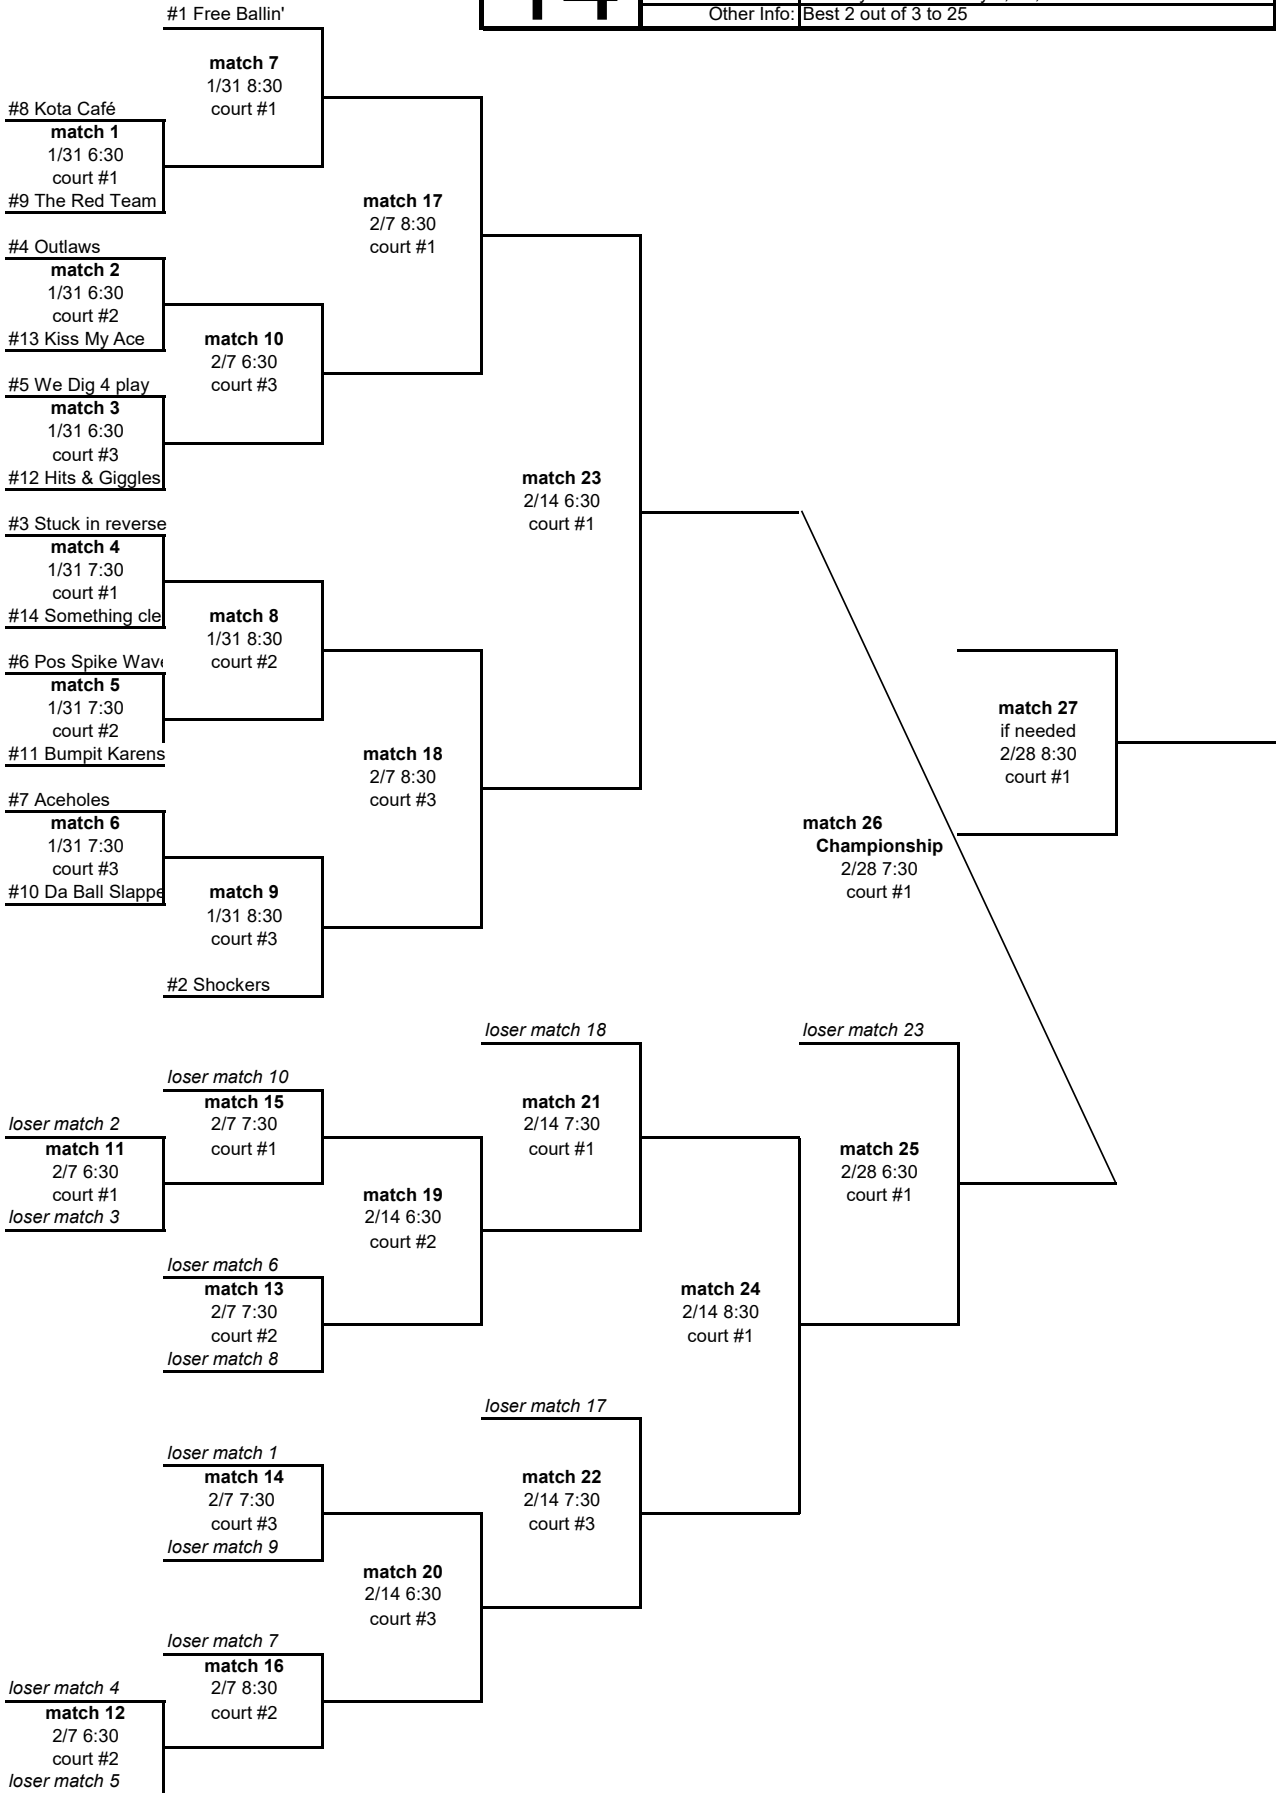 #1 Free Ballin'
14
Other Info: Best 2 out of 3 to 25
match 7
1/31 8:30
court #1
#8 Kota Café
match 1
1/31 6:30
court #1
#9 The Red Team
match 17
2/7 8:30
court #1
#4 Outlaws
match 2
1/31 6:30
court #2
#13 Kiss My Ace
match 10
2/7 6:30
court #3
#5 We Dig 4 play
match 3
1/31 6:30
court #3
#12 Hits & Giggles
match 23
2/14 6:30
court #1
#3 Stuck in reverse
match 4
1/31 7:30
court #1
#14 Something cle
match 8
1/31 8:30
court #2
#6 Pos Spike Wav
match 5
1/31 7:30
court #2
#11 Bumpit Karens
match 27
if needed
2/28 8:30
court #1
match 18
2/7 8:30
court #3
#7 Aceholes
match 6
1/31 7:30
court #3
#10 Da Ball Slappe
match 26
Championship
2/28 7:30
court #1
match 9
1/31 8:30
court #3
#2 Shockers
loser match 18
loser match 23
loser match 10
match 15
2/7 7:30
court #1
match 21
2/14 7:30
court #1
loser match 2
match 11
2/7 6:30
court #1
loser match 3
match 25
2/28 6:30
court #1
match 19
2/14 6:30
court #2
loser match 6
match 13
2/7 7:30
court #2
loser match 8
match 24
2/14 8:30
court #1
loser match 17
loser match 1
match 14
2/7 7:30
court #3
loser match 9
match 22
2/14 7:30
court #3
match 20
2/14 6:30
court #3
loser match 7
match 16
2/7 8:30
court #2
loser match 4
match 12
2/7 6:30
court #2
loser match 5